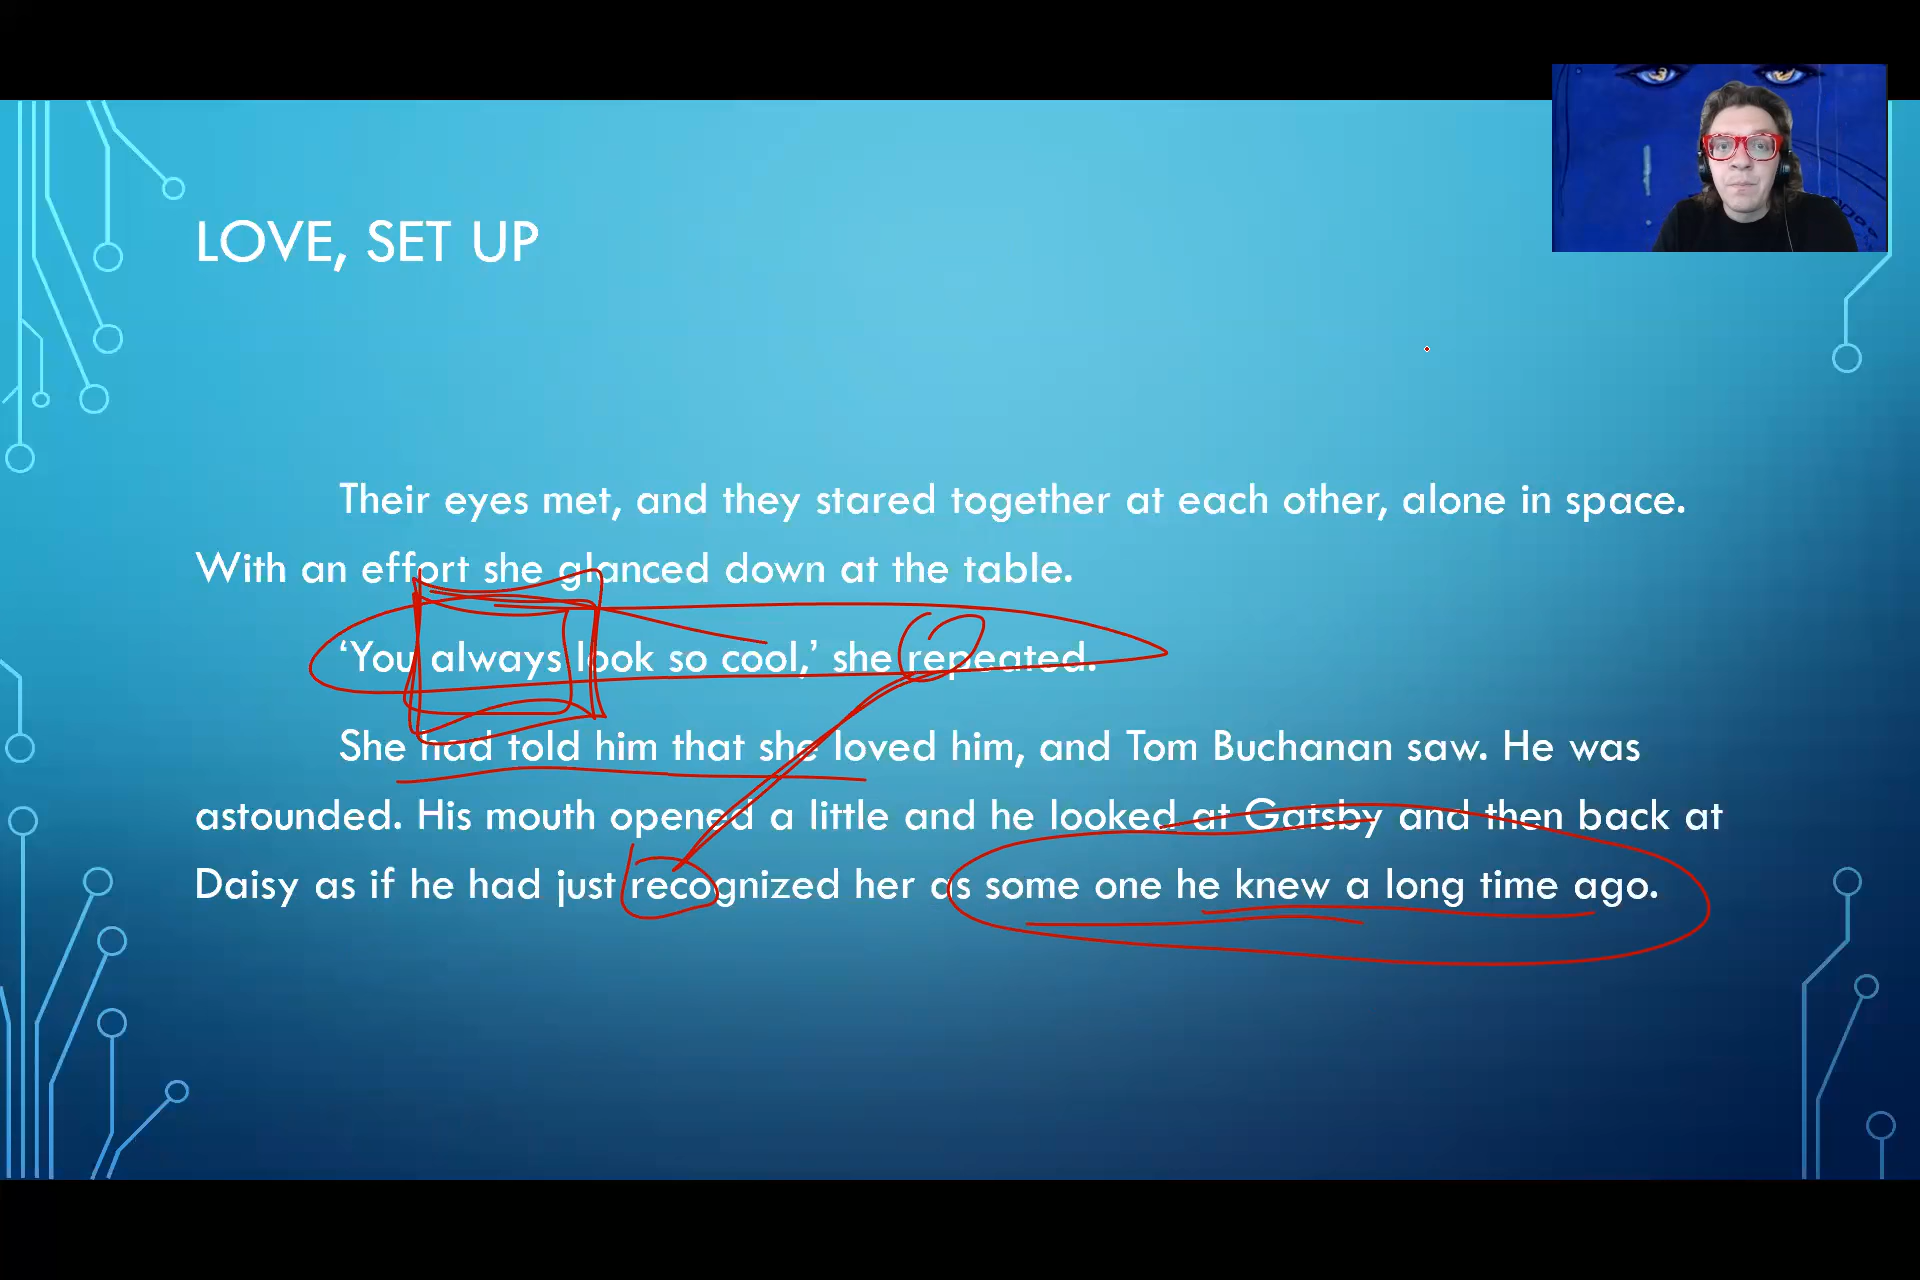 LOVE, SET UP
Their eyes met, and they stared together at each other, alone in space.
With an effort she glanced down at the table.
‘You always look so cool,’ she repeated.
She had told him that she loved him, and Tom Buchanan saw. He was
astounded. His mouth opened a little and he looked at Gatsby and then back at
Daisy as if he had just recognized her as some one he knew a long time ago.